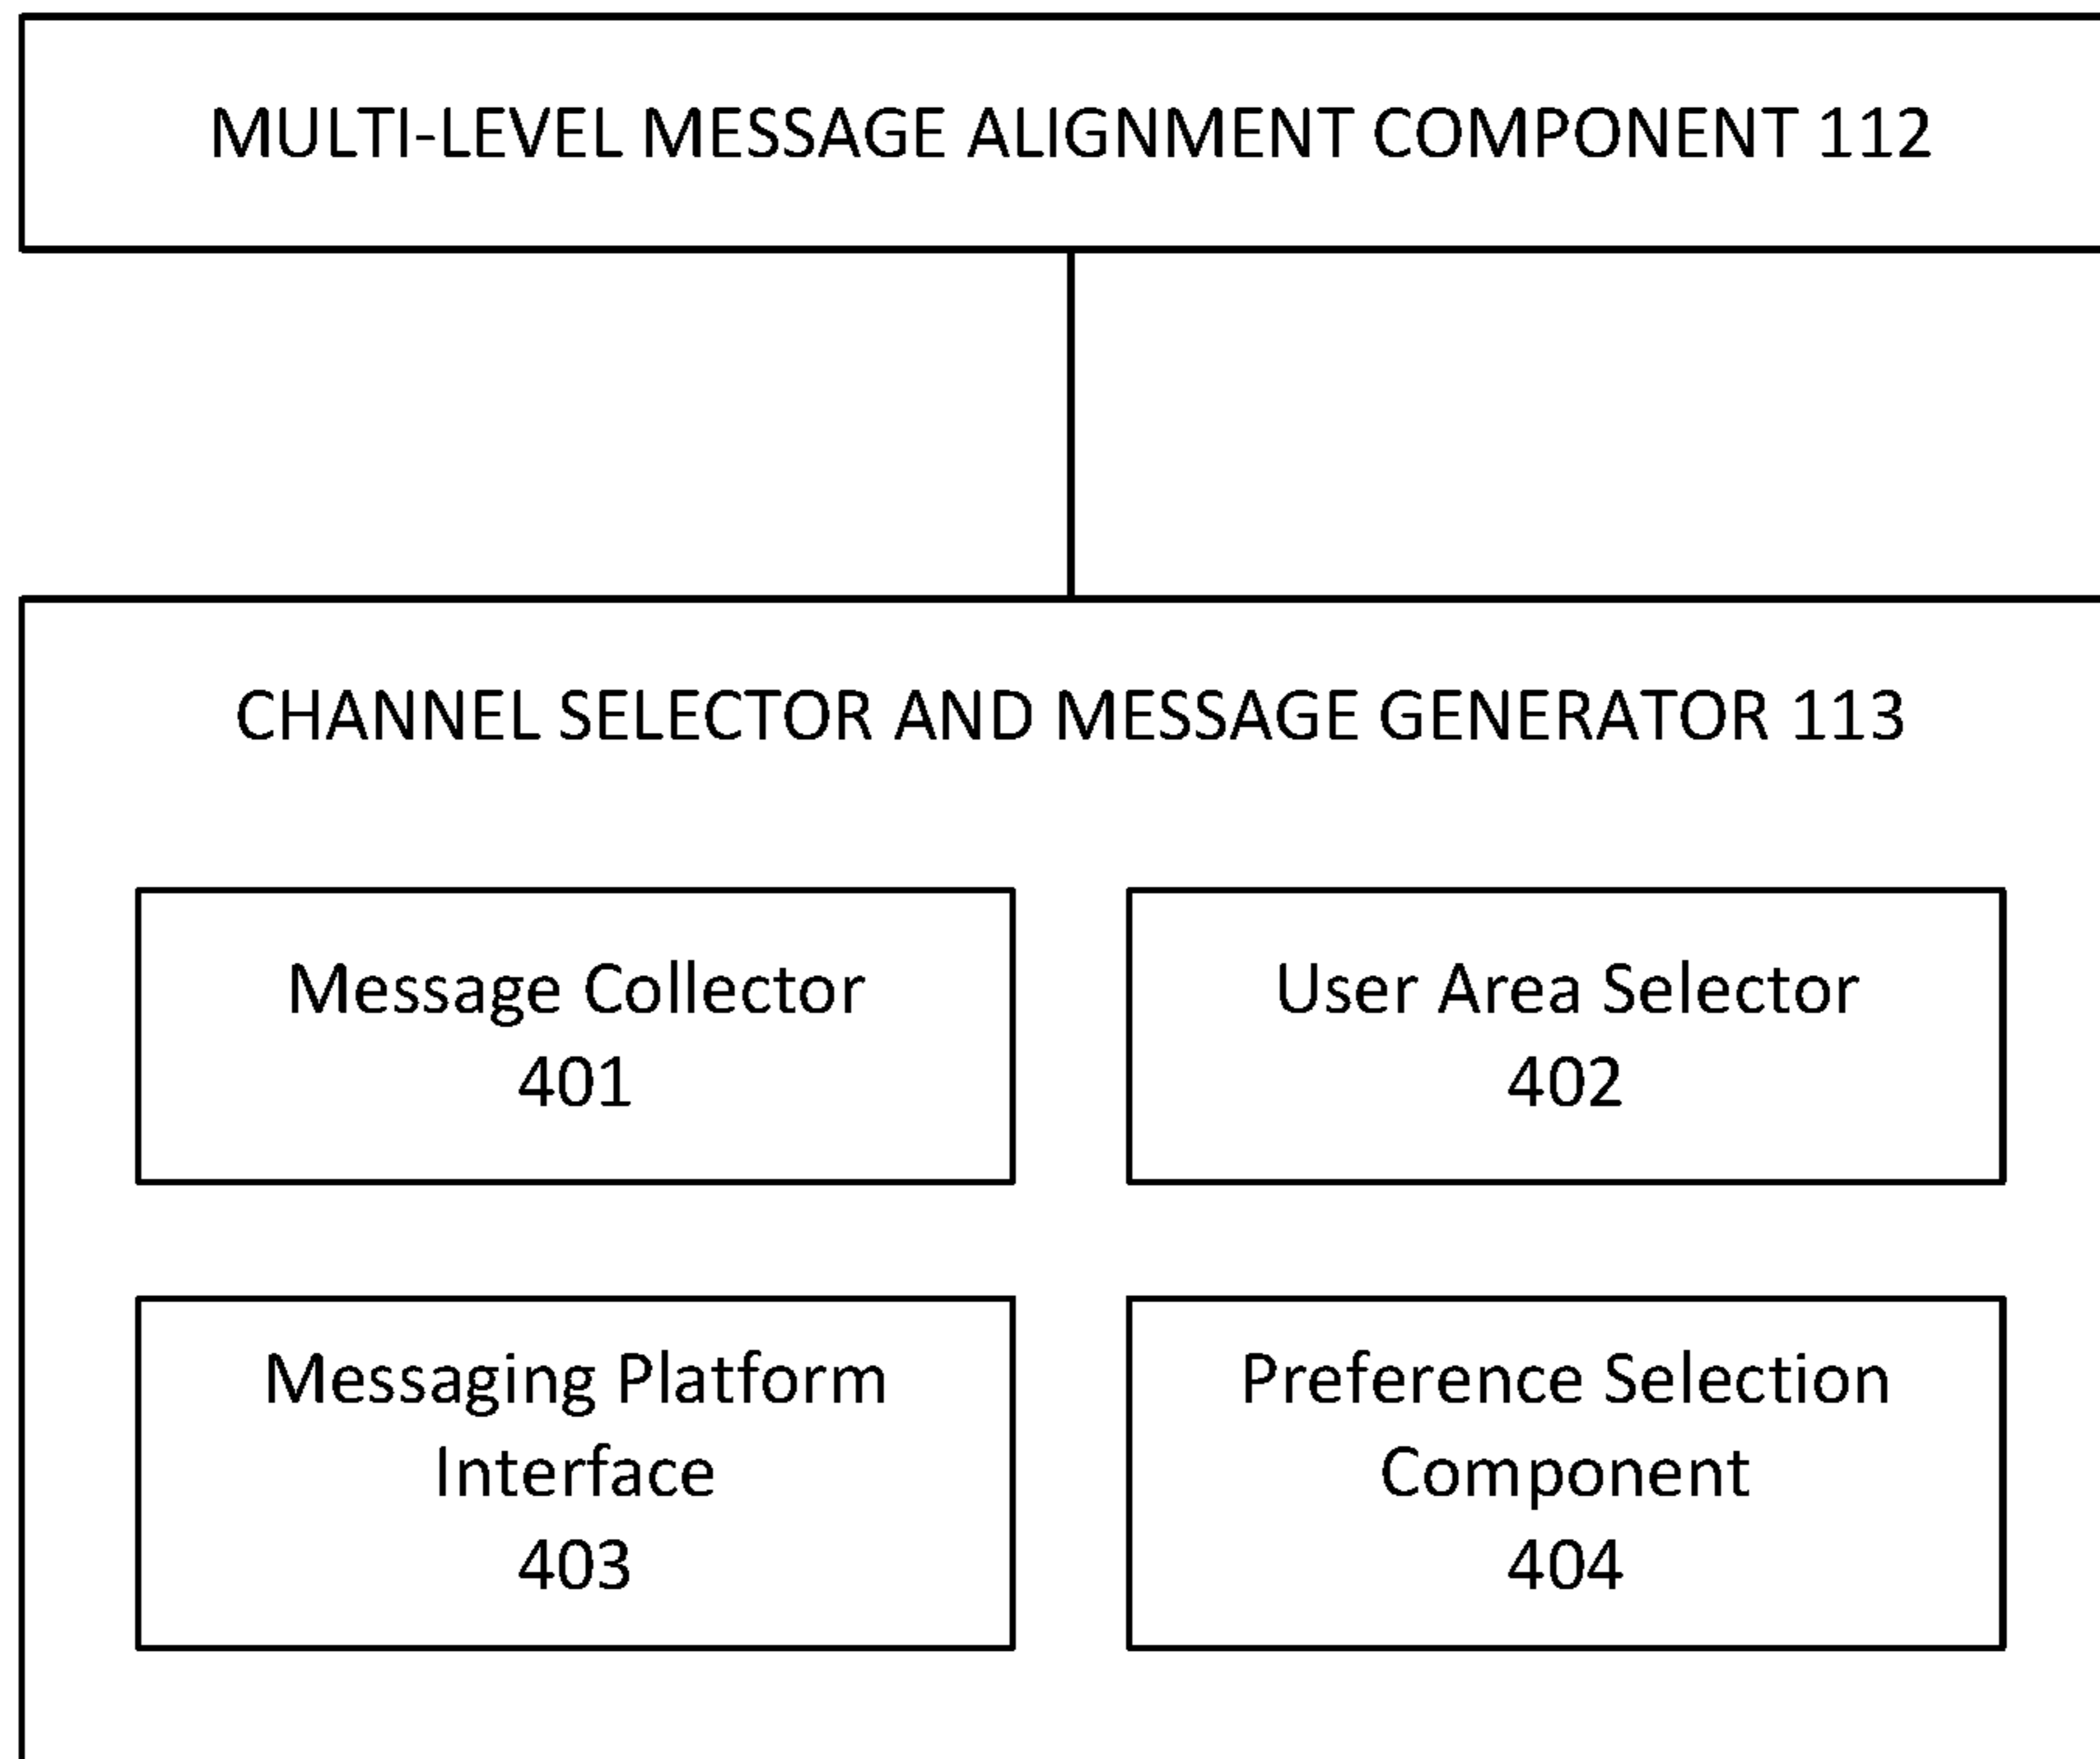 MULTI-LEVEL MESSAGE ALIGNMENT COMPONENT 112
CHANNEL SELECTOR AND MESSAGE GENERATOR 113
Message Collector
401
User Area Selector
402
Messaging Platform
Interface
403
Preference Selection
Component
404